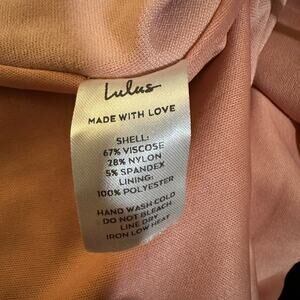 Lulus
MADE WITH LOVE
SHELL:
67% VISCOSE
28% NYLON
5% SPANDEX
LINING:
100% POLYESTER
HAND WASH COLD
DO NOT BLEACH
LINE DRY
IRON LOW HEAT